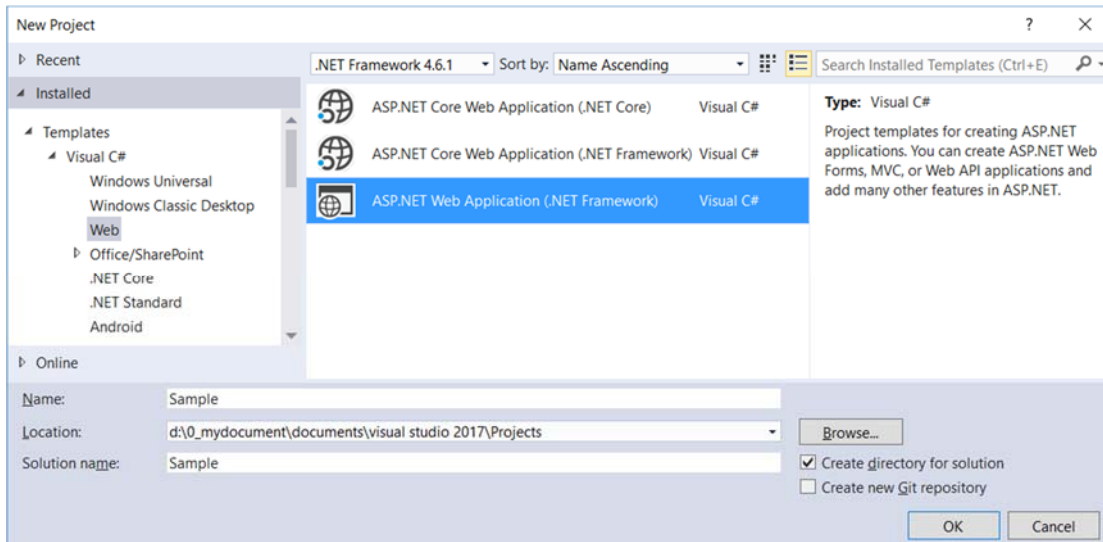 New Project
?
Recent
.NET Framework 4.6.1
Sort by: Name Ascending
Search Installed Templates (Ctrl+E)
Installed
Templates
Visual C#
Windows Universal
Windows Classic Desktop
Web
Office/SharePoint
.NET Core
.NET Standard
Android
Online
ASP.NET Core Web Application (.NET Core) Visual C#
ASP.NET Core Web Application (.NET Framework) Visual C#
ASP.NET Web Application (.NET Framework) Visual C#
Type: Visual C#
Project templates for creating ASP.NET
applications. You can create ASP.NET Web
Forms, MVC, or Web API applications and
add many other features in ASP.NET.
Name: Sample
Location: d:\0_mydocument\documents\visual studio 2017\Projects
Browse...
Solution name: Sample
Create directory for solution
Create new Git repository
OK
Cancel